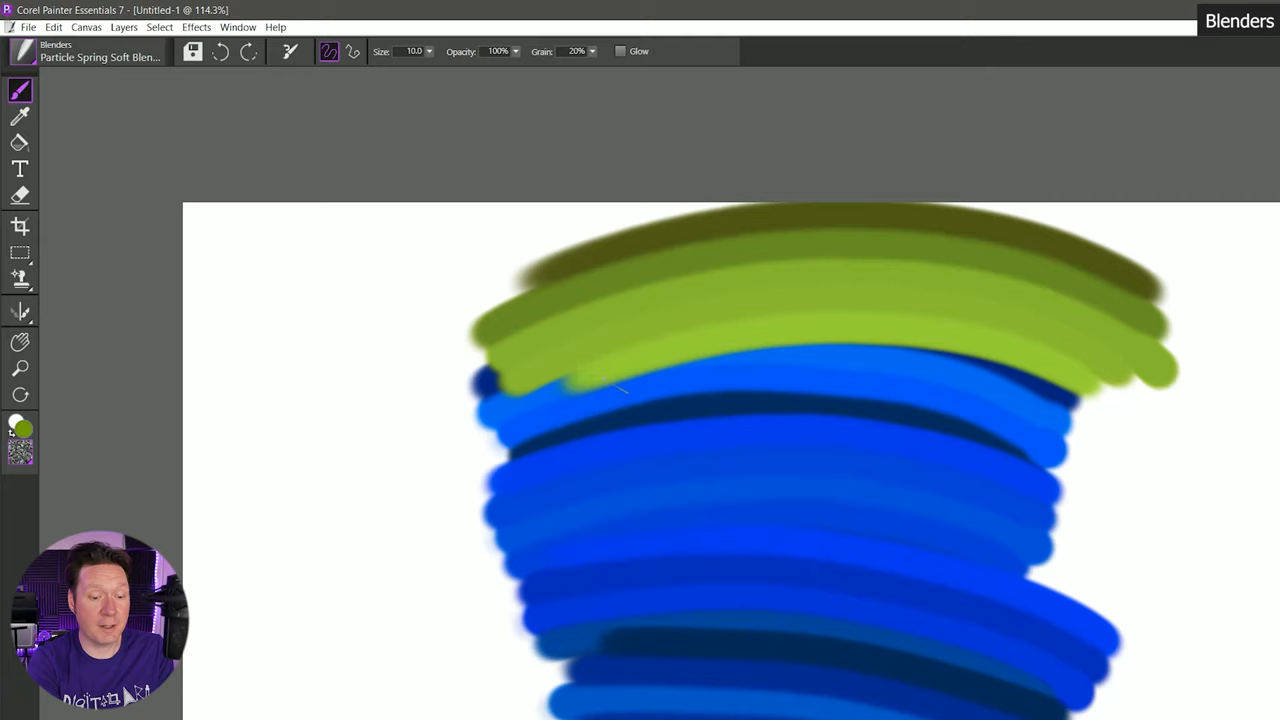 Corel Painter Essentials 7 - [Untitled-1 @ 114.3%]
Blenders
File Edit Canvas Layers Select Effects Window Help
Blenders
Particle Spring Soft Blen...
Size: 10.0 Opacity: 100% Grain: 20% Glow
T